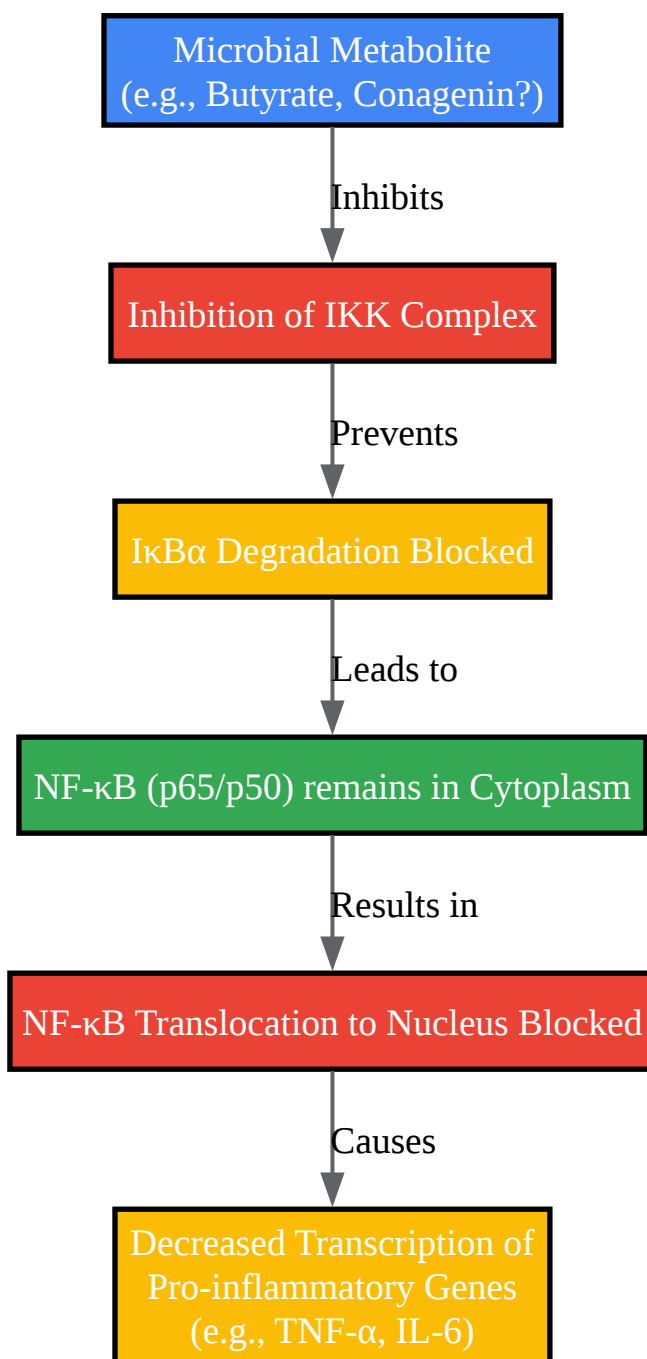 Microbial Metabolite
(e.g., Butyrate, Conagenin?)
Inhibits
Inhibition of IKK Complex
Prevents
IκBα Degradation Blocked
Leads to
NF-κB (p65/p50) remains in Cytoplasm
Results in
NF-κB Translocation to Nucleus Blocked
Causes
Decreased Transcription of
Pro-inflammatory Genes
(e.g., TNF-α, IL-6)